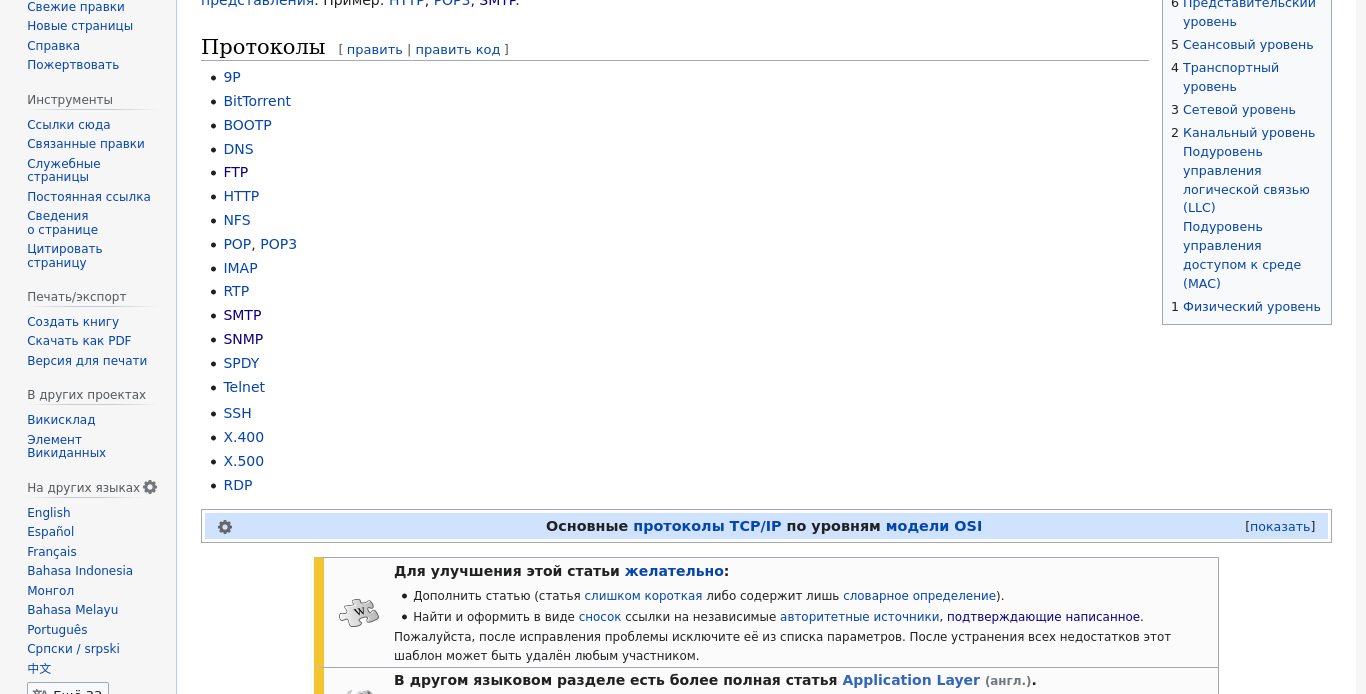 Свежие правки
Новые страницы
Справка
Пожертвовать
Инструменты
Ссылки сюда
Связанные правки
Служебные
страницы
Постоянная ссылка
Сведения
о странице
Цитировать
страницу
Печать/экспорт
Создать книгу
Скачать как PDF
Версия для печати
В других проектах
Викисклад
Элемент
Викиданных
На других языках
English
Español
Français
Bahasa Indonesia
Монгол
Bahasa Melayu
Português
Српски / srpski
中文
Ещё 33
представления. Пример: HTTP, POP3, SMTP.
Протоколы [ править | править код ]
9P
BitTorrent
BOOTP
DNS
FTP
HTTP
NFS
POP, POP3
IMAP
RTP
SMTP
SNMP
SPDY
Telnet
SSH
X.400
X.500
RDP
6 Представительский
уровень
5 Сеансовый уровень
4 Транспортный
уровень
3 Сетевой уровень
2 Канальный уровень
Подуровень
управления
логической связью
(LLC)
Подуровень
управления
доступом к среде
(MAC)
1 Физический уровень
Основные протоколы TCP/IP по уровням модели OSI [показать]
Для улучшения этой статьи желательно:
Дополнить статью (статья слишком короткая либо содержит лишь словарное определение).
Найти и оформить в виде сносок ссылки на независимые авторитетные источники, подтверждающие написанное.
Пожалуйста, после исправления проблемы исключите её из списка параметров. После устранения всех недостатков этот
шаблон может быть удалён любым участником.
В другом языковом разделе есть более полная статья Application Layer (англ.).